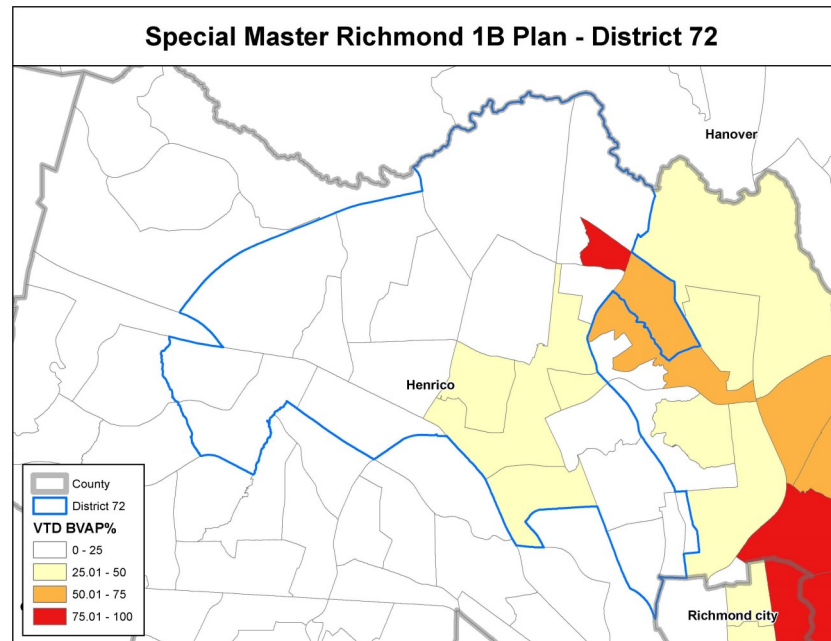 Special Master Richmond 1B Plan - District 72
Hanover
Henrico
County
District 72
VTD BVAP%
0 - 25
25.01 - 50
50.01 - 75
75.01 - 100
Richmond city